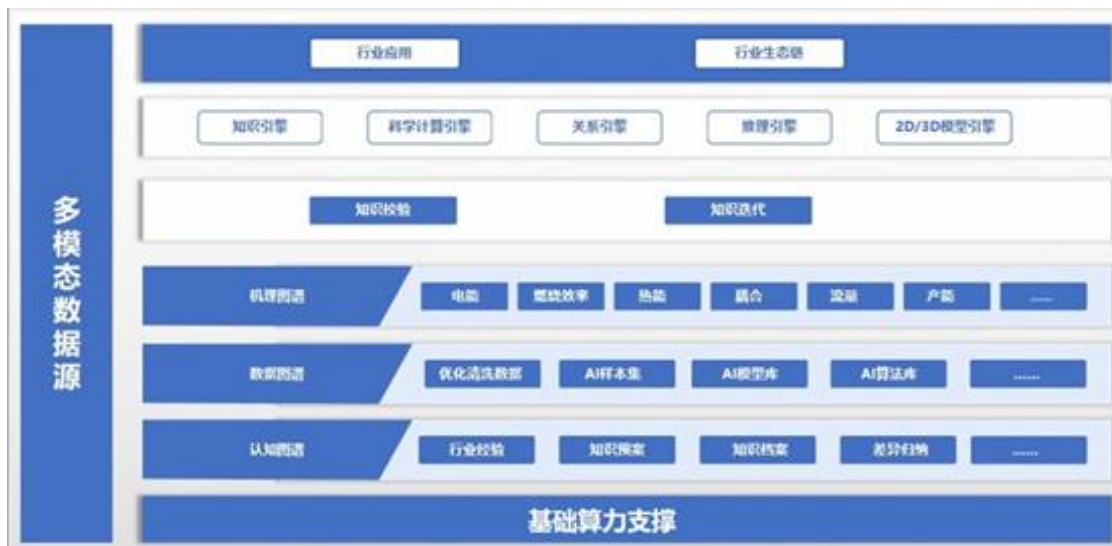 多模态数据源
行业应用 行业生态链
知识引擎 科学计算引擎 关系引擎 推理引擎 2D/3D模型引擎
知识校验 知识迭代
机理图谱 电能 燃烧效率 热能 耦合 流量 产能 ......
数据图谱 优化清洗数据 AI样本集 AI模型库 AI算法库 ......
认知图谱 行业经验 知识预案 知识档案 差异归纳 ......
基础算力支撑